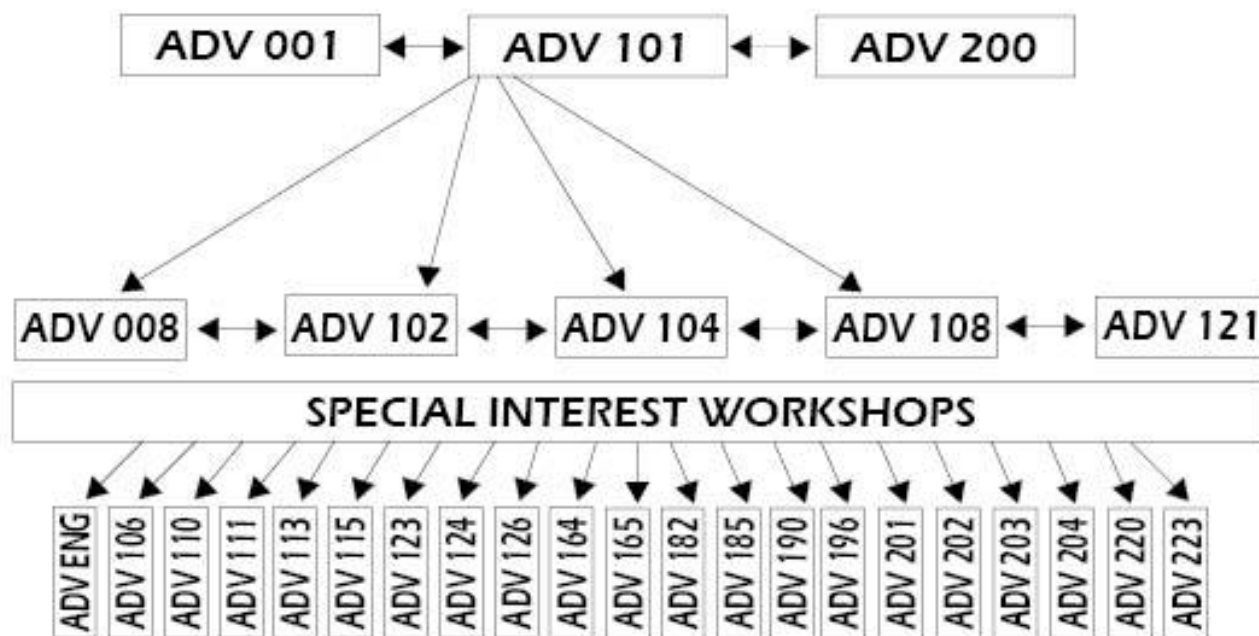 ADV 001 ADV 101 ADV 200
ADV 008 ADV 102 ADV 104 ADV 108 ADV 121
SPECIAL INTEREST WORKSHOPS
ADV ENG
ADV 106
ADV 110
ADV 111
ADV 113
ADV 115
ADV 123
ADV 124
ADV 126
ADV 164
ADV 165
ADV 182
ADV 185
ADV 190
ADV 196
ADV 201
ADV 202
ADV 203
ADV 204
ADV 220
ADV 223